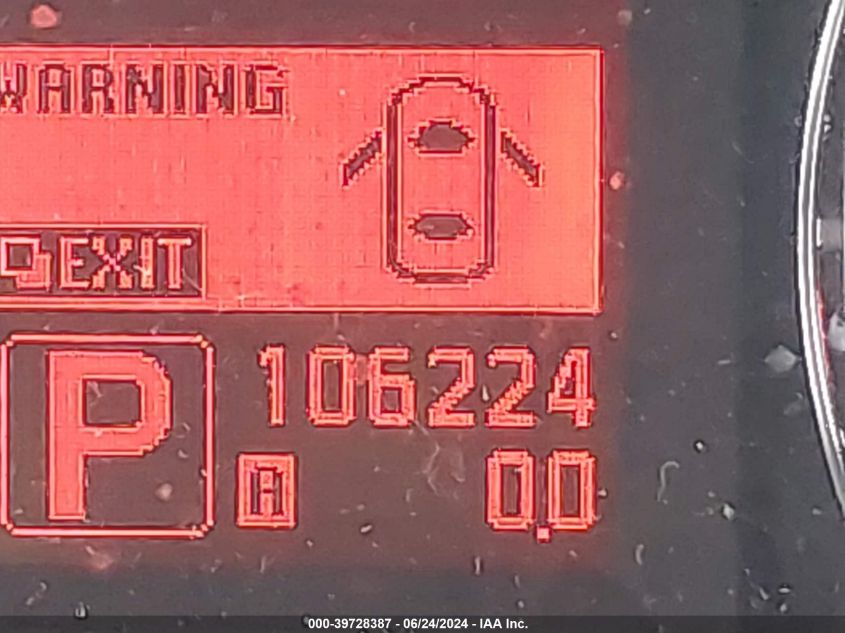 WARNING
EXIT
P
106224
A 0.0
000-39728387 - 06/24/2024 - IAA Inc.